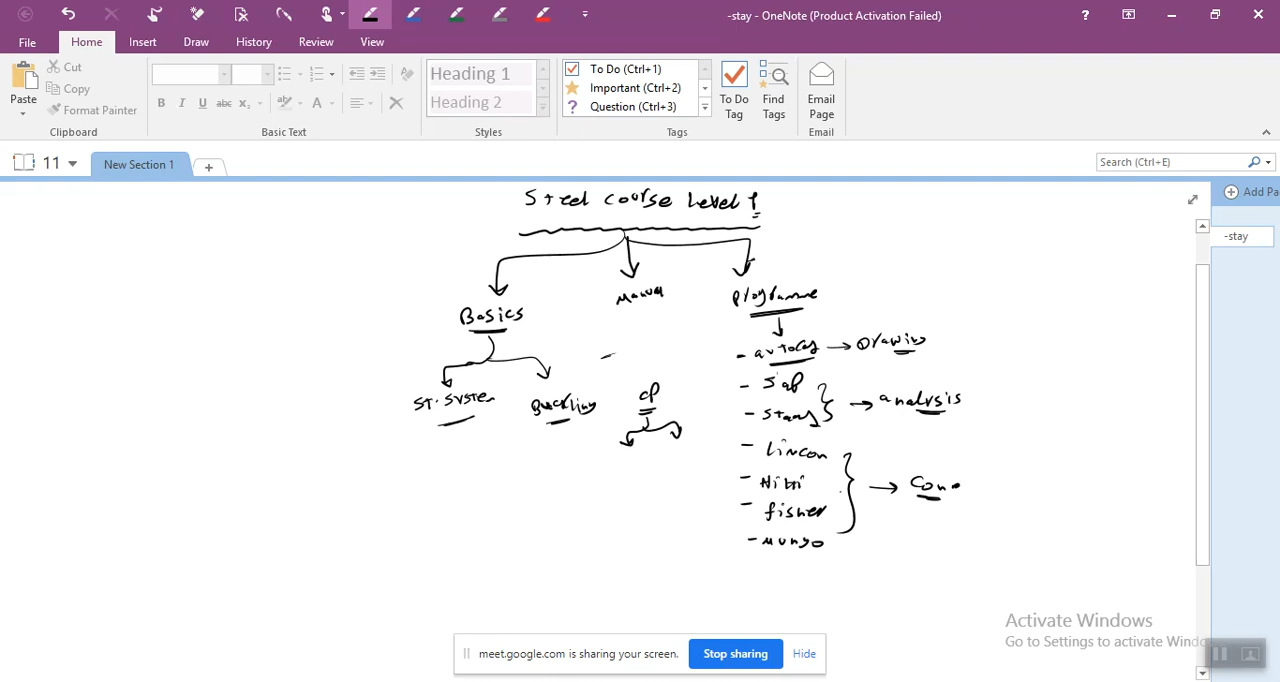 -stay - OneNote (Product Activation Failed)
?
File Home Insert Draw History Review View
Paste
Cut
Copy
Format Painter
Clipboard
B I U abc x₂ A
Basic Text
Heading 1
Heading 2
Styles
To Do (Ctrl+1)
Important (Ctrl+2)
? Question (Ctrl+3)
Tags
To Do Tag
Find Tags
Email Page
Email
11 New Section 1 +
Search (Ctrl+E)
Add Pa
-stay
Steel course Level 1
Basics
Manual
Programme
ST. System
Buckling
- autocad → Drawing
- Sap
→ analysis
- Lincon
- Hilti
- fisher
- Mungo
→ Conn
meet.google.com is sharing your screen. Stop sharing Hide
Activate Windows
Go to Settings to activate Windo